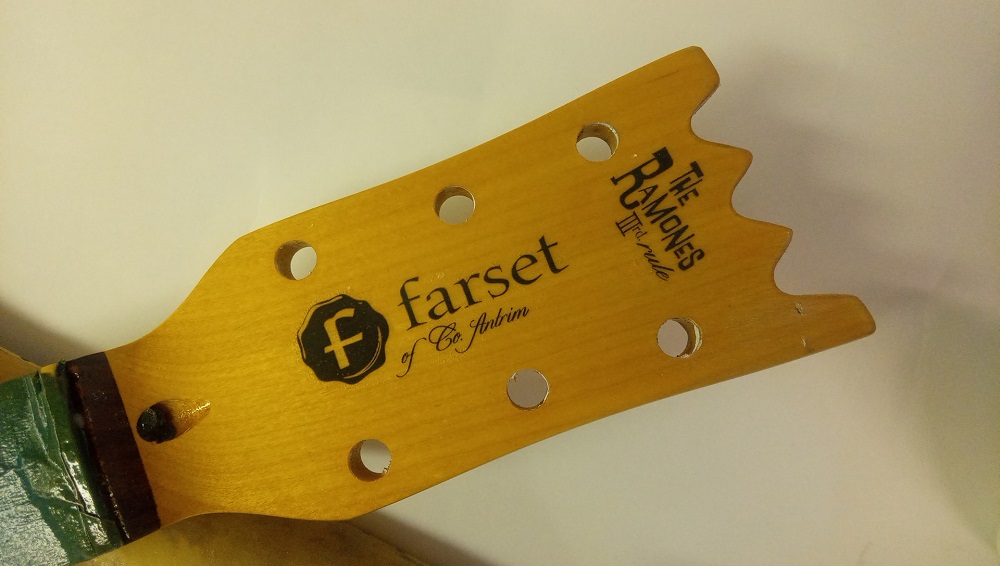 f
farset
of Co. Antrim
THE
RAMONES
IIIrd. rule